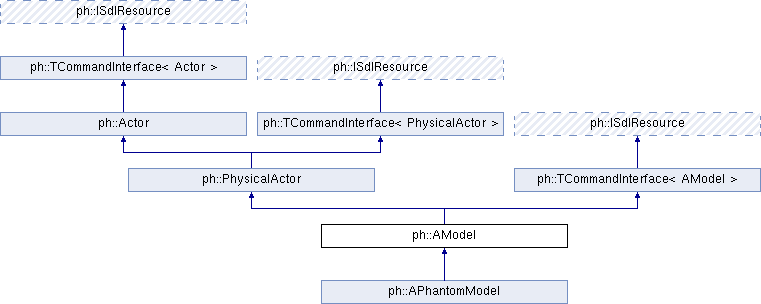 ph::ISdlResource
ph::TCommandInterface< Actor >
ph::ISdlResource
ph::Actor
ph::TCommandInterface< PhysicalActor >
ph::ISdlResource
ph::PhysicalActor
ph::TCommandInterface< AModel >
ph::AModel
ph::APhantomModel